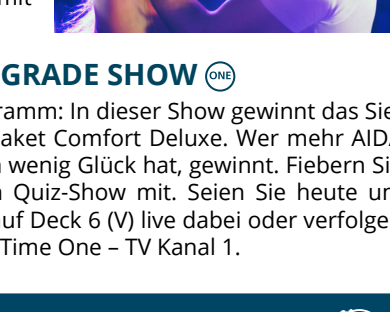 mit
GRADE SHOW ONE
ramm: In dieser Show gewinnt das Sie
aket Comfort Deluxe. Wer mehr AIDA
wenig Glück hat, gewinnt. Fiebern Si
Quiz-Show mit. Seien Sie heute un
uf Deck 6 (V) live dabei oder verfolge
Time One – TV Kanal 1.